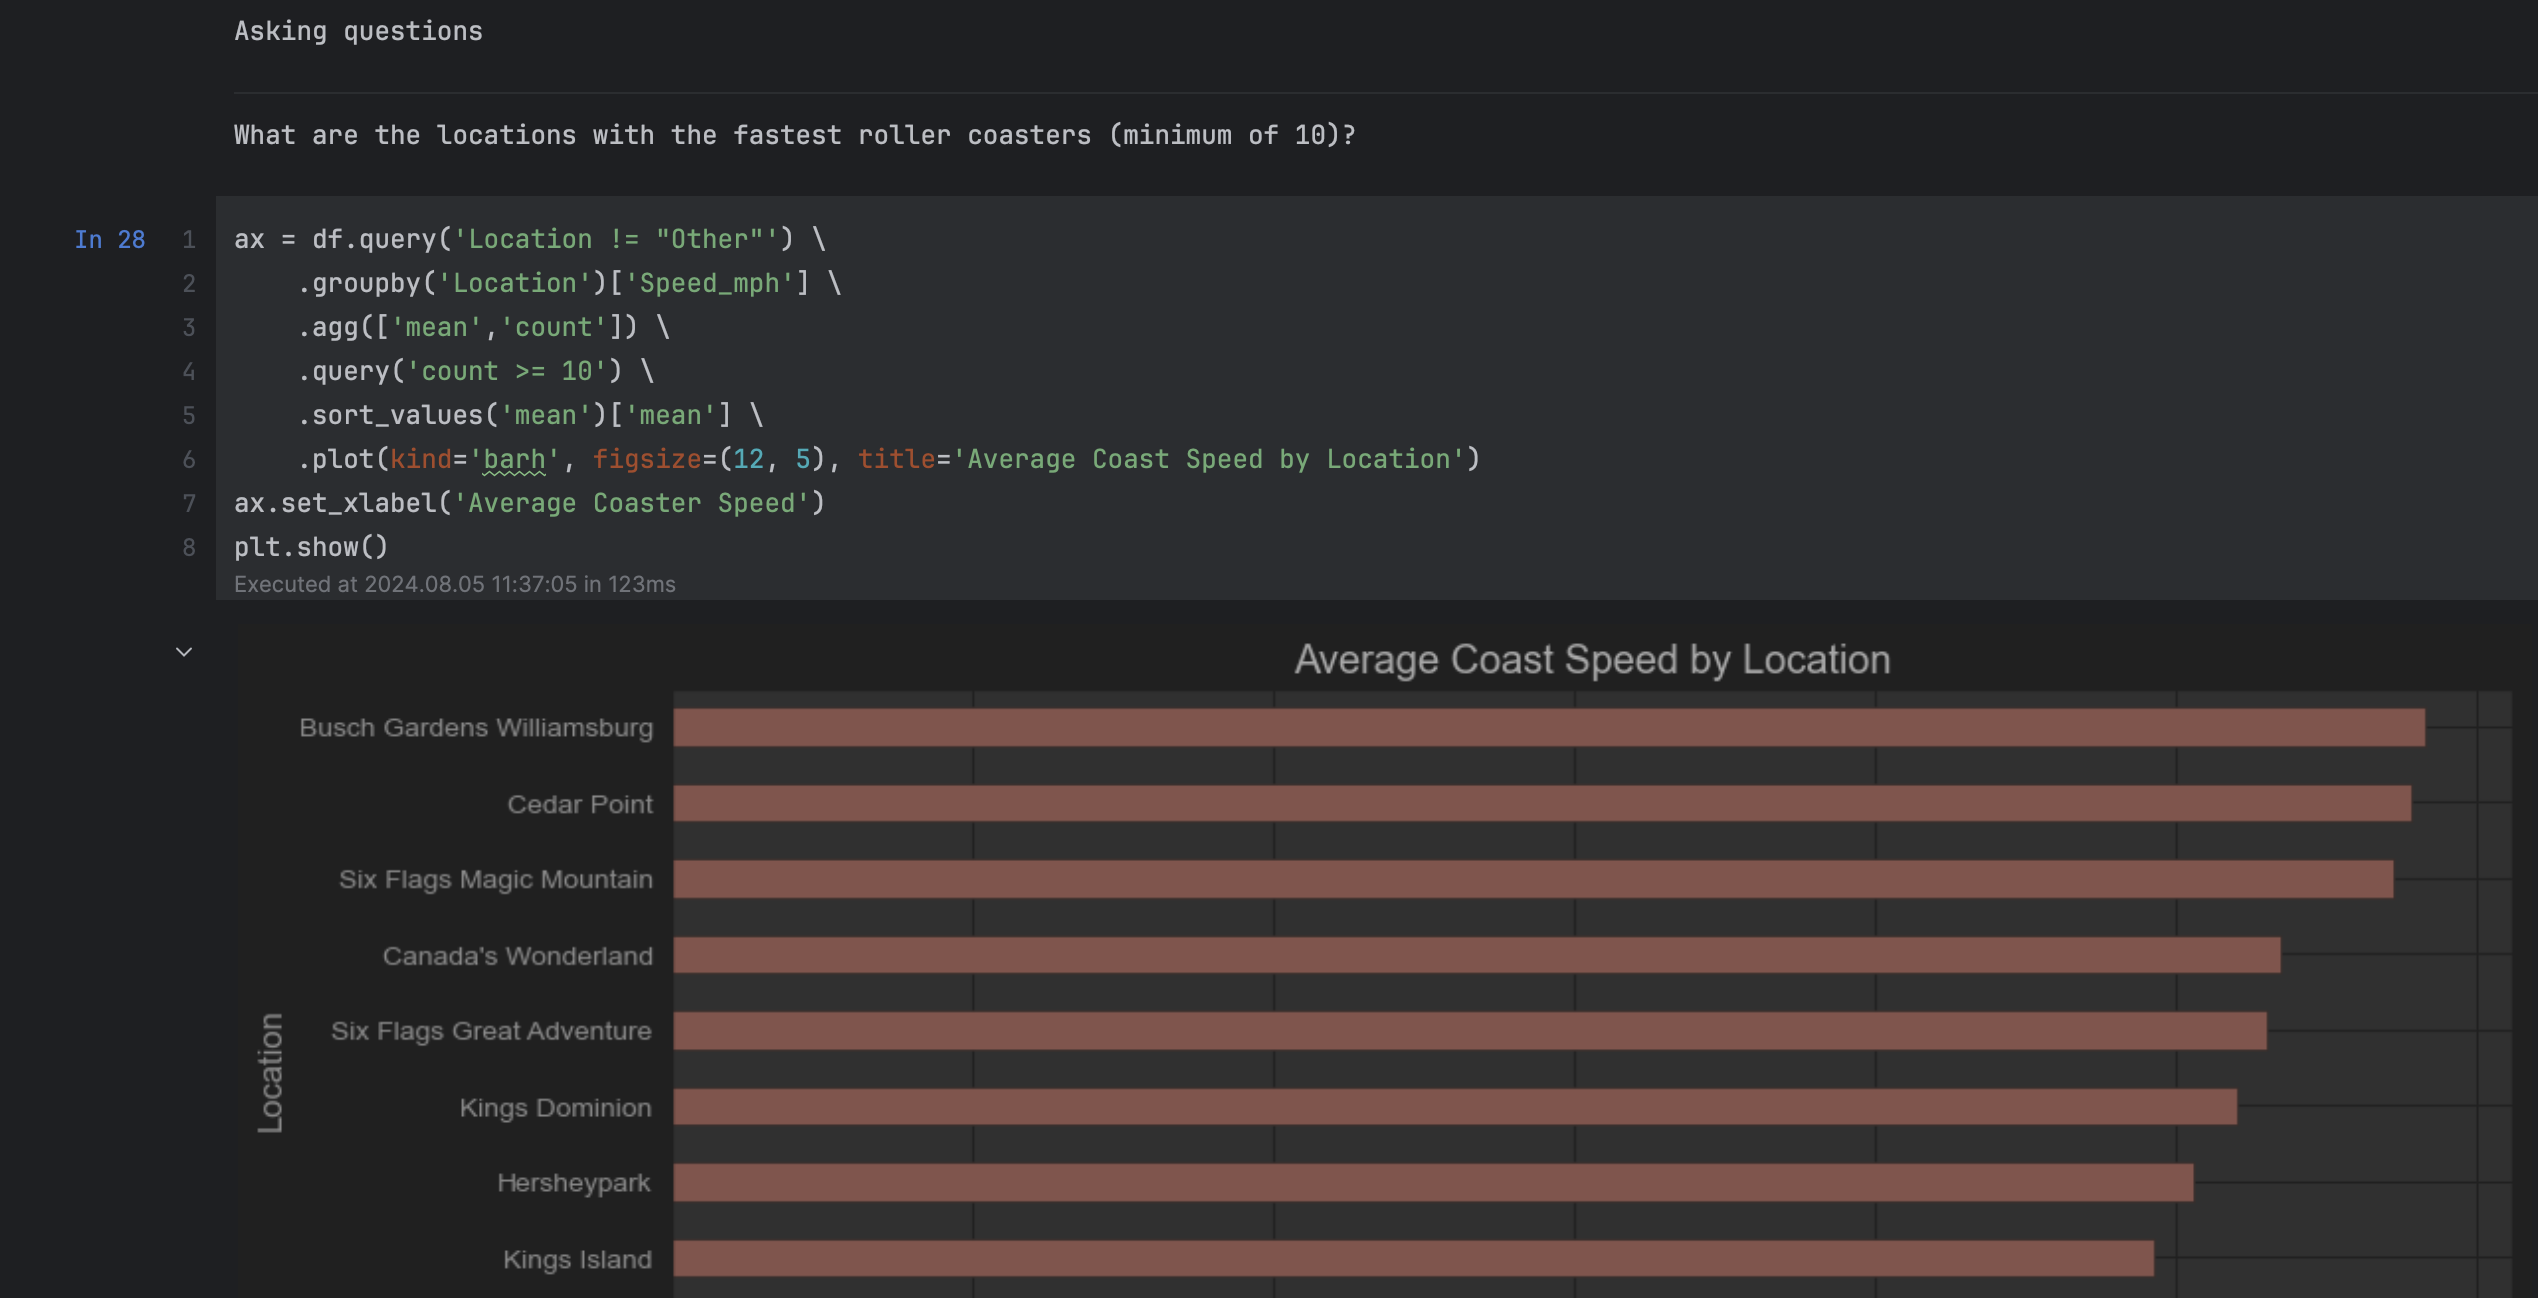 Asking questions
What are the locations with the fastest roller coasters (minimum of 10)?
In 28
1 ax = df.query('Location != "Other"') \
2     .groupby('Location')['Speed_mph'] \
3     .agg(['mean','count']) \
4     .query('count >= 10') \
5     .sort_values('mean')['mean'] \
6     .plot(kind='barh', figsize=(12, 5), title='Average Coast Speed by Location')
7 ax.set_xlabel('Average Coaster Speed')
8 plt.show()
Executed at 2024.08.05 11:37:05 in 123ms
Average Coast Speed by Location
Busch Gardens Williamsburg
Cedar Point
Six Flags Magic Mountain
Canada's Wonderland
Six Flags Great Adventure
Kings Dominion
Hersheypark
Kings Island
Location